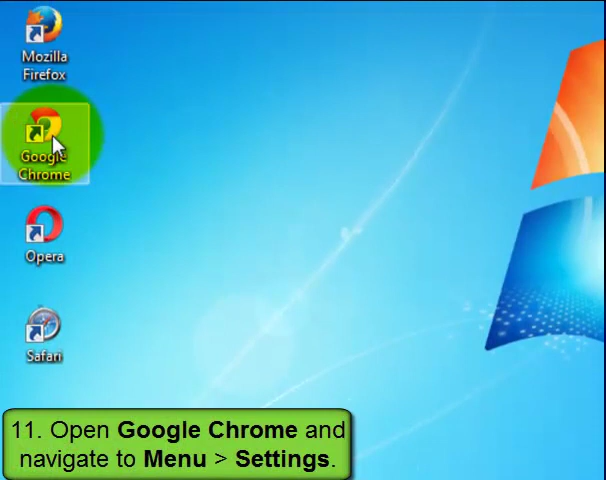 Mozilla
Firefox
Google
Chrome
Opera
Safari
11. Open Google Chrome and
navigate to Menu > Settings.